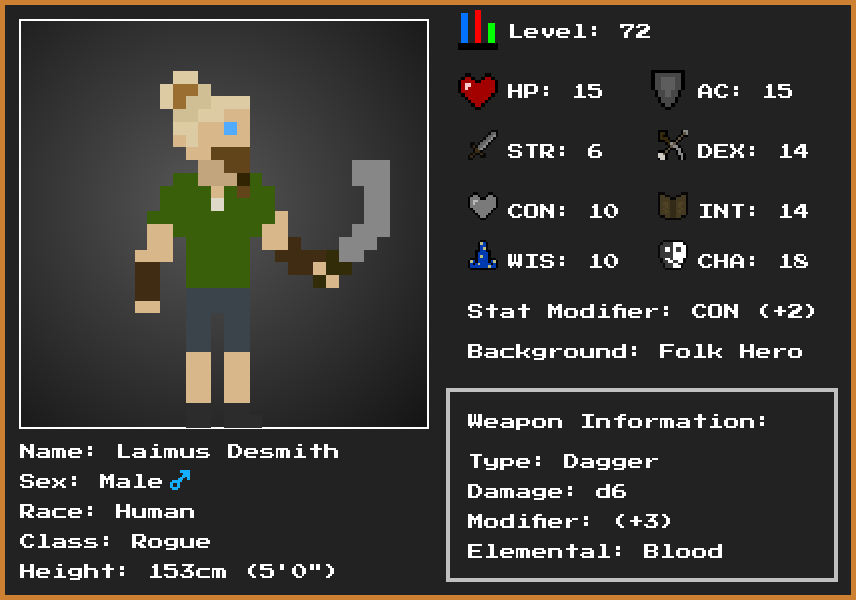 Level: 72
HP: 15
AC: 15
STR: 6
DEX: 14
CON: 10
INT: 14
WIS: 10
CHA: 18
Stat Modifier: CON (+2)
Background: Folk Hero
Weapon Information:
Type: Dagger
Damage: d6
Modifier: (+3)
Elemental: Blood
Name: Laimus Desmith
Sex: Male♂
Race: Human
Class: Rogue
Height: 153cm (5'0")